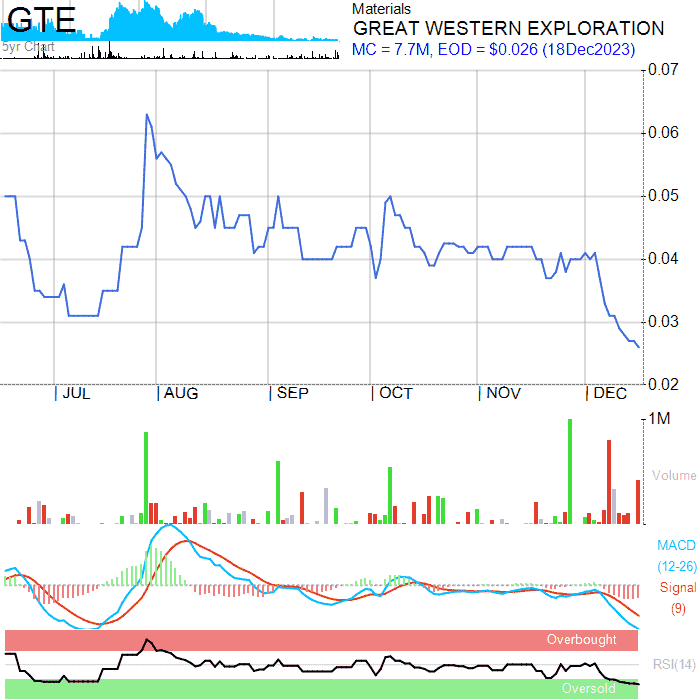 GTE
5yr Chart
Materials
GREAT WESTERN EXPLORATION
MC = 7.7M, EOD = $0.026 (18Dec2023)
0.07
0.06
0.05
0.04
0.03
0.02
JUL AUG SEP OCT NOV DEC
1M
Volume
MACD
(12-26)
Signal
(9)
Overbought
RSI(14)
Oversold